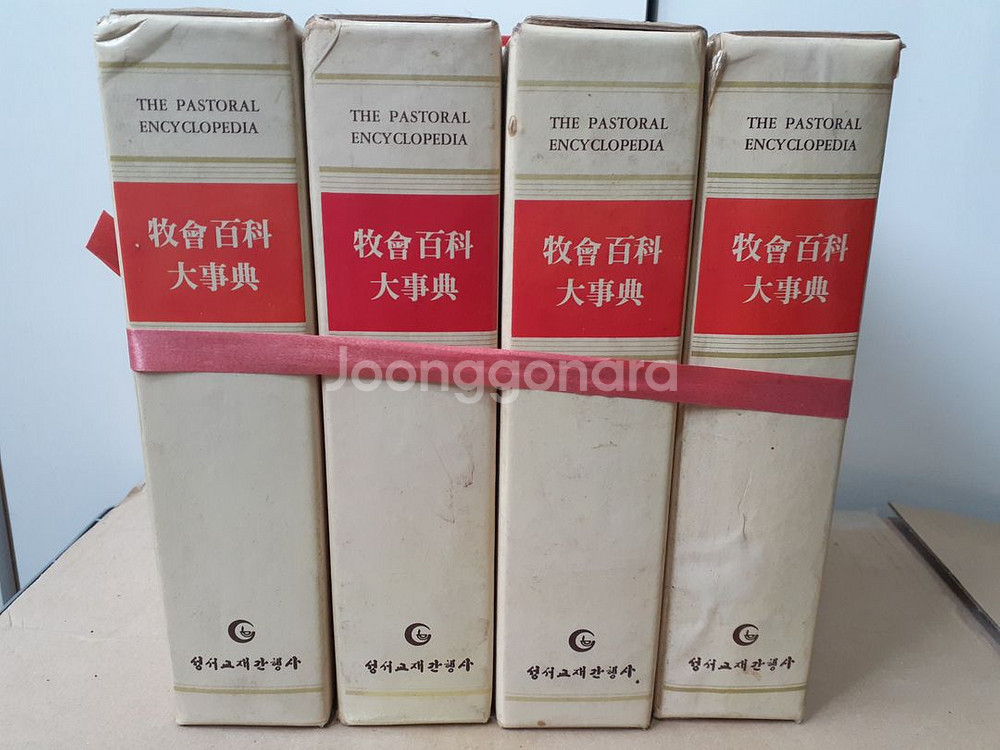 THE PASTORAL
ENCYCLOPEDIA
牧會百科
大事典
성서교재간행사
THE PASTORAL
ENCYCLOPEDIA
牧會百科
大事典
성서교재간행사
THE PASTORAL
ENCYCLOPEDIA
牧會百科
大事典
성서교재간행사
THE PASTORAL
ENCYCLOPEDIA
牧會百科
大事典
성서교재간행사
Joonggonara